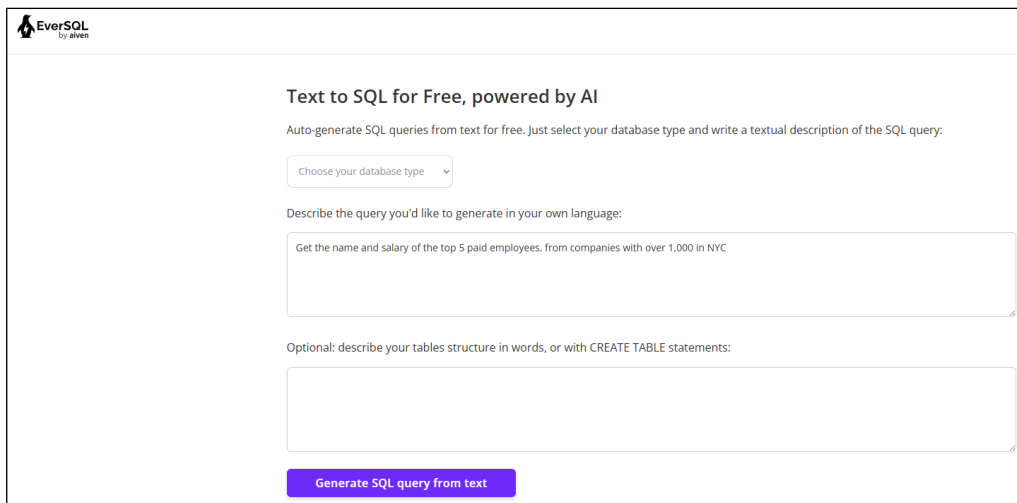 EverSQL
by aiven
Text to SQL for Free, powered by AI
Auto-generate SQL queries from text for free. Just select your database type and write a textual description of the SQL query:
Choose your database type
Describe the query you'd like to generate in your own language:
Get the name and salary of the top 5 paid employees, from companies with over 1,000 in NYC
Optional: describe your tables structure in words, or with CREATE TABLE statements:
Generate SQL query from text